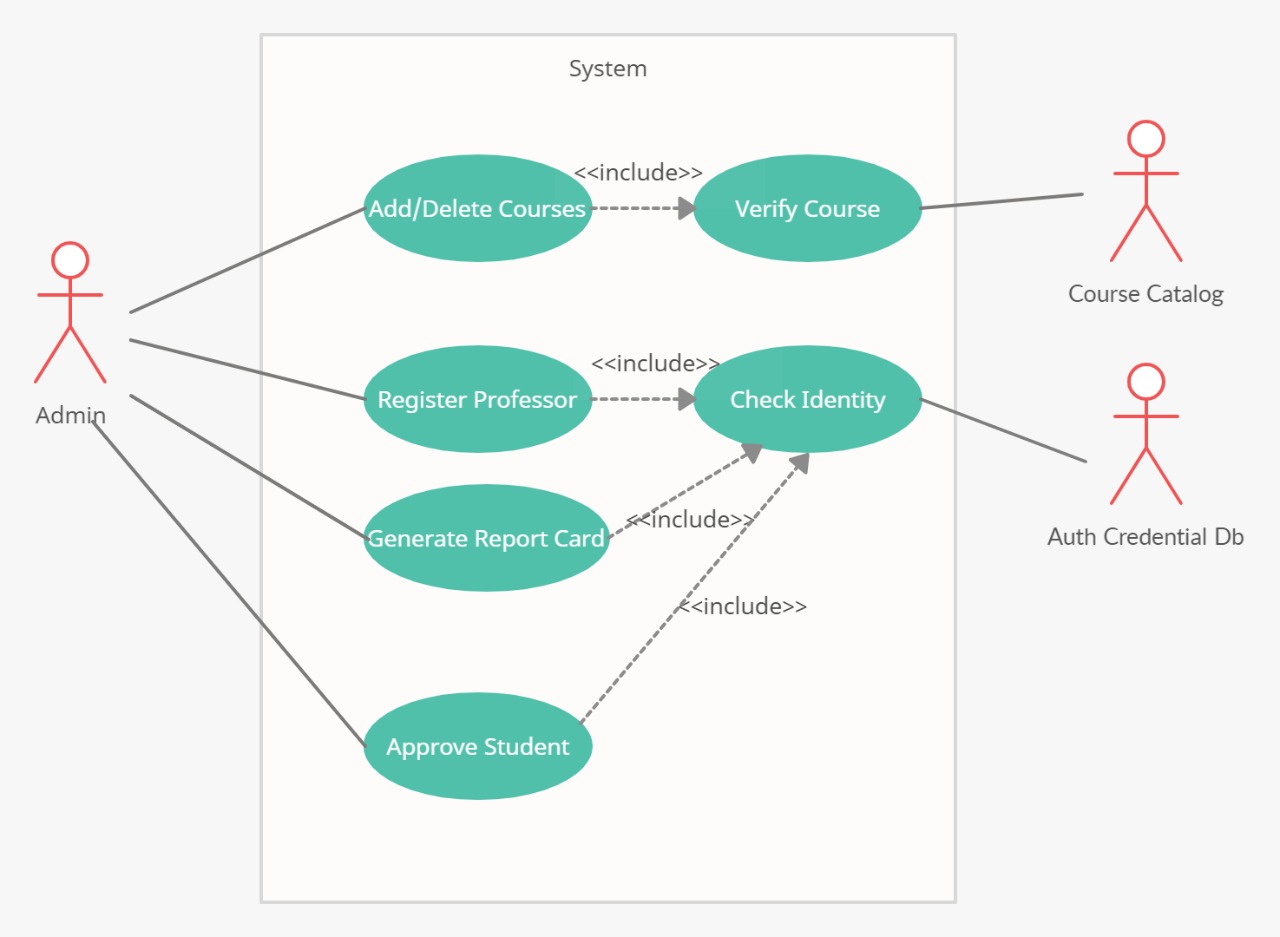 System
<<include>>
Add/Delete Courses
Verify Course
Course Catalog
<<include>>
Register Professor
Check Identity
Admin
<<include>>
Generate Report Card
Auth Credential Db
<<include>>
Approve Student